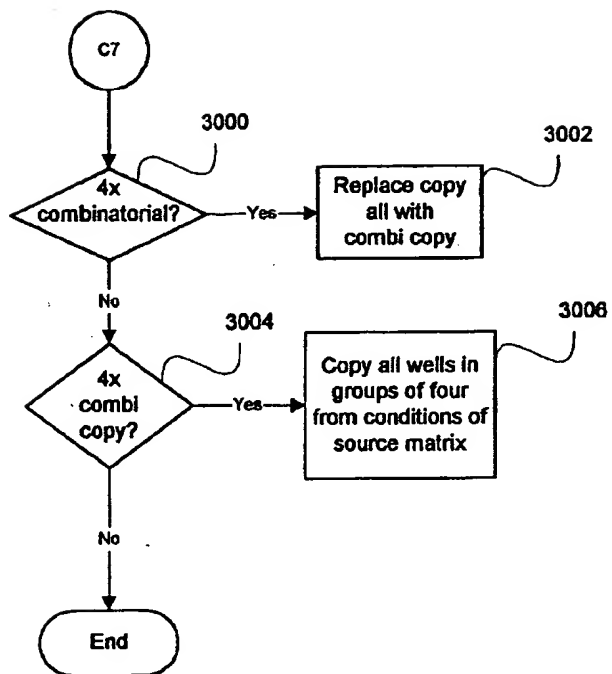 C7
3000
4x
combinatorial?
Yes
3002
Replace copy
all with
combi copy
No
3004
4x
combi
copy?
Yes
3006
Copy all wells in
groups of four
from conditions of
source matrix
No
End